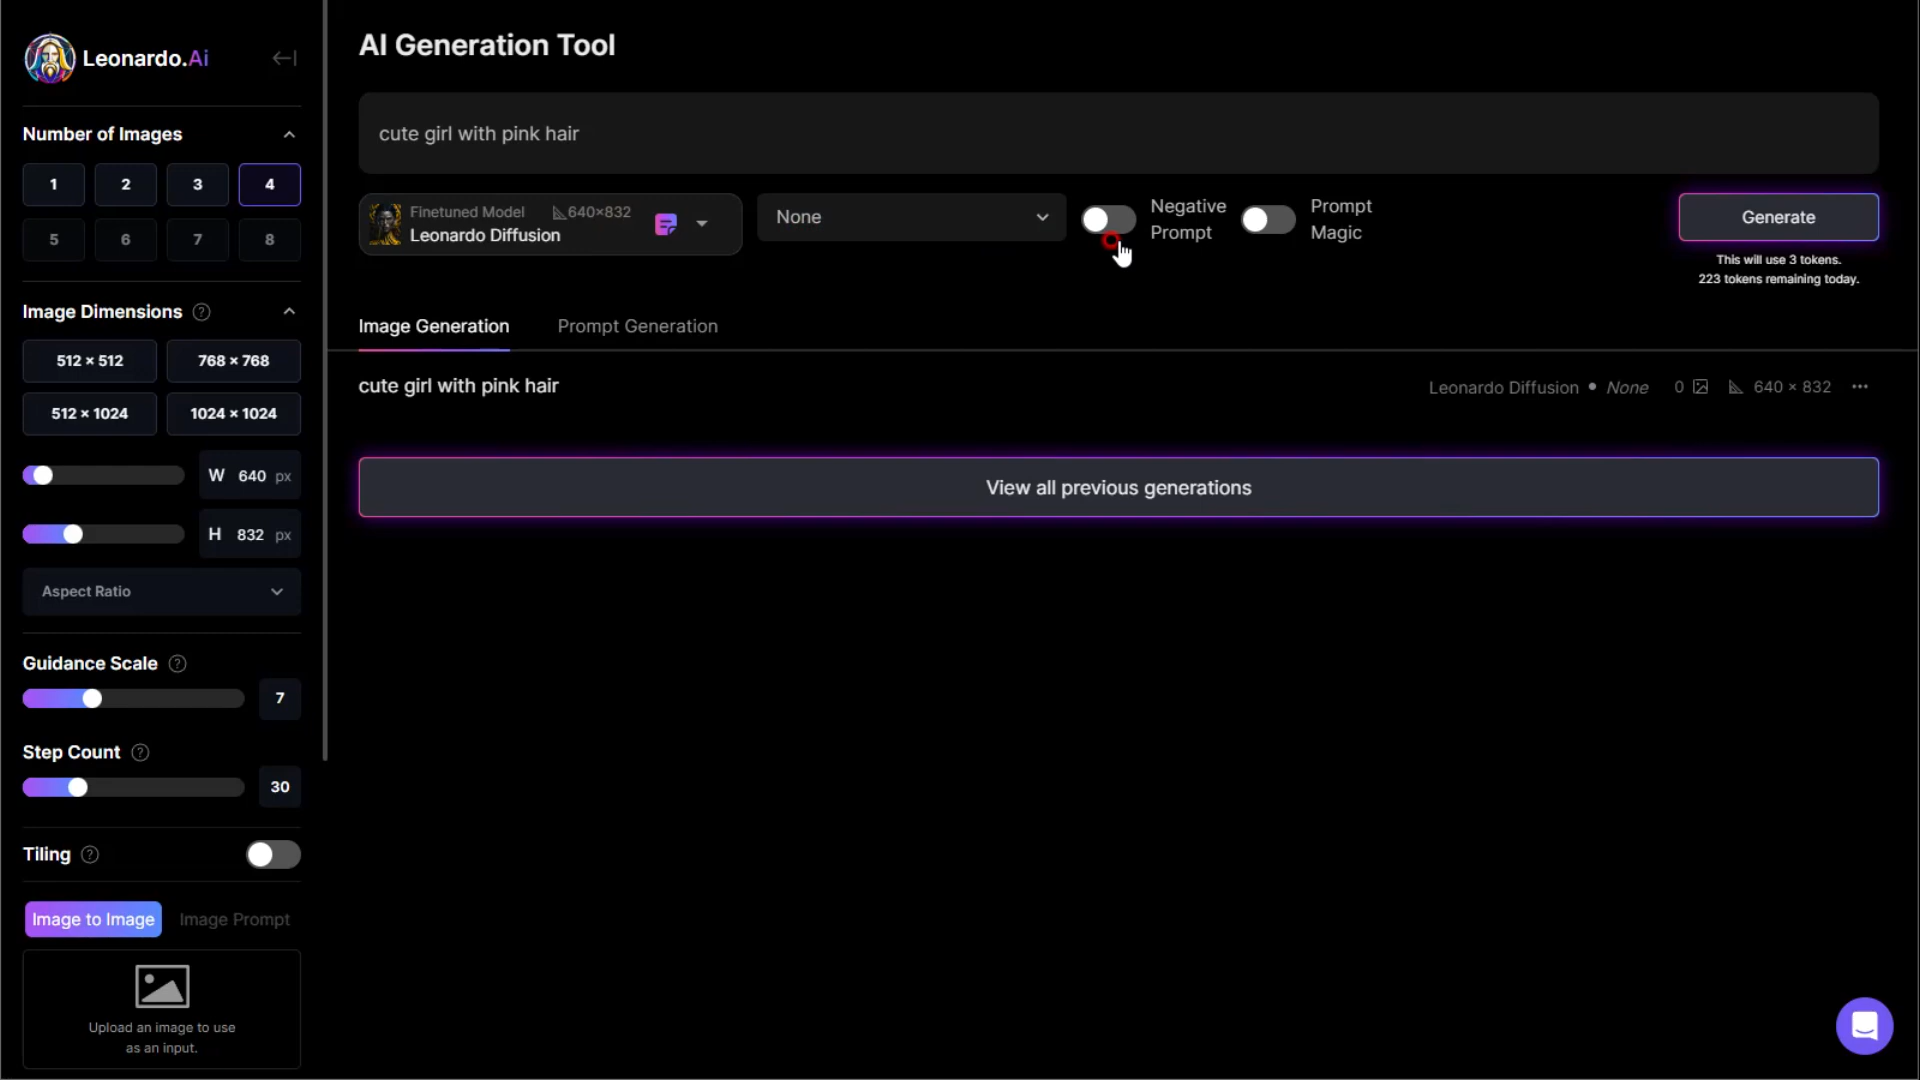 Leonardo.Ai
Number of Images
1 2 3 4
5 6 7 8
Image Dimensions ?
512 × 512 768 × 768
512 × 1024 1024 × 1024
W 640 px
H 832 px
Aspect Ratio
Guidance Scale ?
7
Step Count ?
30
Tiling ?
Image to Image Image Prompt
Upload an image to use
as an input.
AI Generation Tool
cute girl with pink hair
Finetuned Model 640×832
Leonardo Diffusion
None
Negative
Prompt
Prompt
Magic
Generate
This will use 3 tokens.
223 tokens remaining today.
Image Generation Prompt Generation
cute girl with pink hair Leonardo Diffusion • None 0 640 × 832 ···
View all previous generations